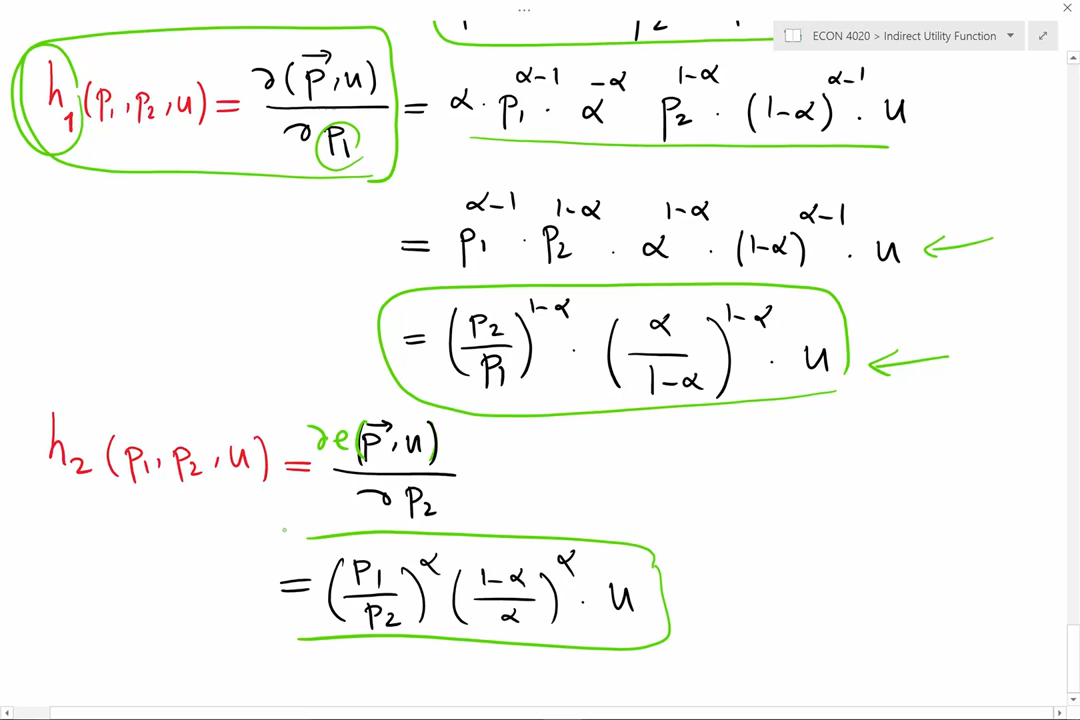 ECON 4020 > Indirect Utility Function
h₁(p₁, p₂, u) = ∂(p⃗, u) / ∂p₁ = α · p₁^(α-1) · α^(-α) p₂^(1-α) · (1-α)^(α-1) · u
= p₁^(α-1) · p₂^(1-α) · α^(1-α) · (1-α)^(α-1) · u
= (p₂/p₁)^(1-α) · (α/(1-α))^(1-α) · u
h₂(p₁, p₂, u) = ∂e(p⃗, u) / ∂p₂
= (p₁/p₂)^α ((1-α)/α)^α · u